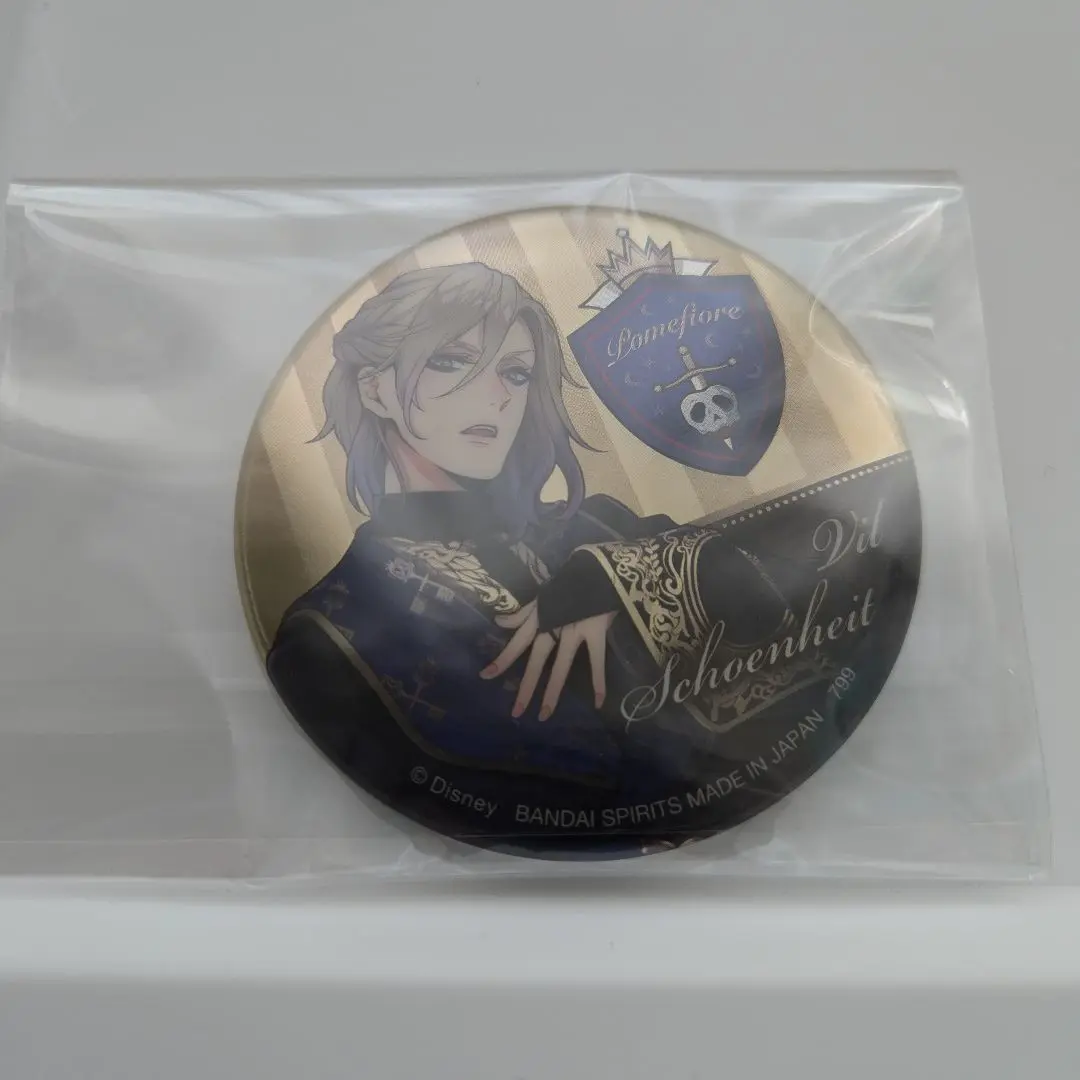 Pomefiore
Vil
Schoenheit
© Disney BANDAI SPIRITS MADE IN JAPAN 799